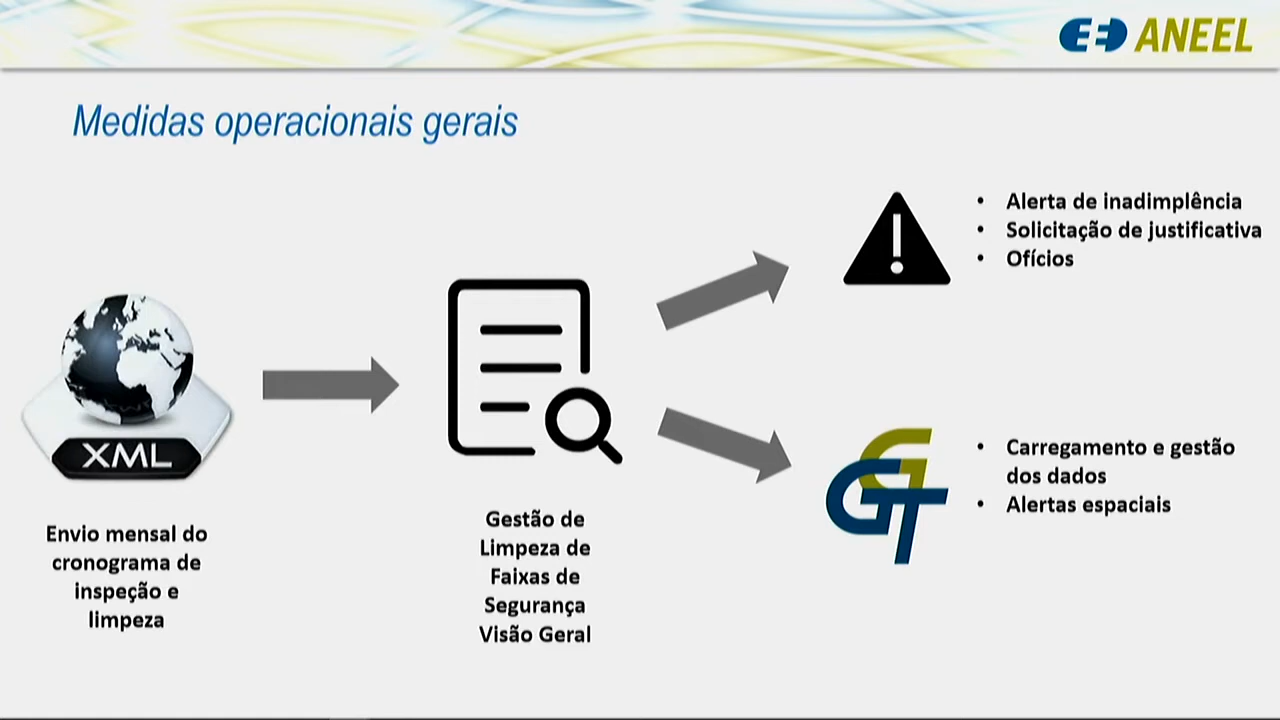 ANEEL
Medidas operacionais gerais
XML
Envio mensal do
cronograma de
inspeção e
limpeza
Gestão de
Limpeza de
Faixas de
Segurança
Visão Geral
• Alerta de inadimplência
• Solicitação de justificativa
• Ofícios
GGT
• Carregamento e gestão
dos dados
• Alertas espaciais